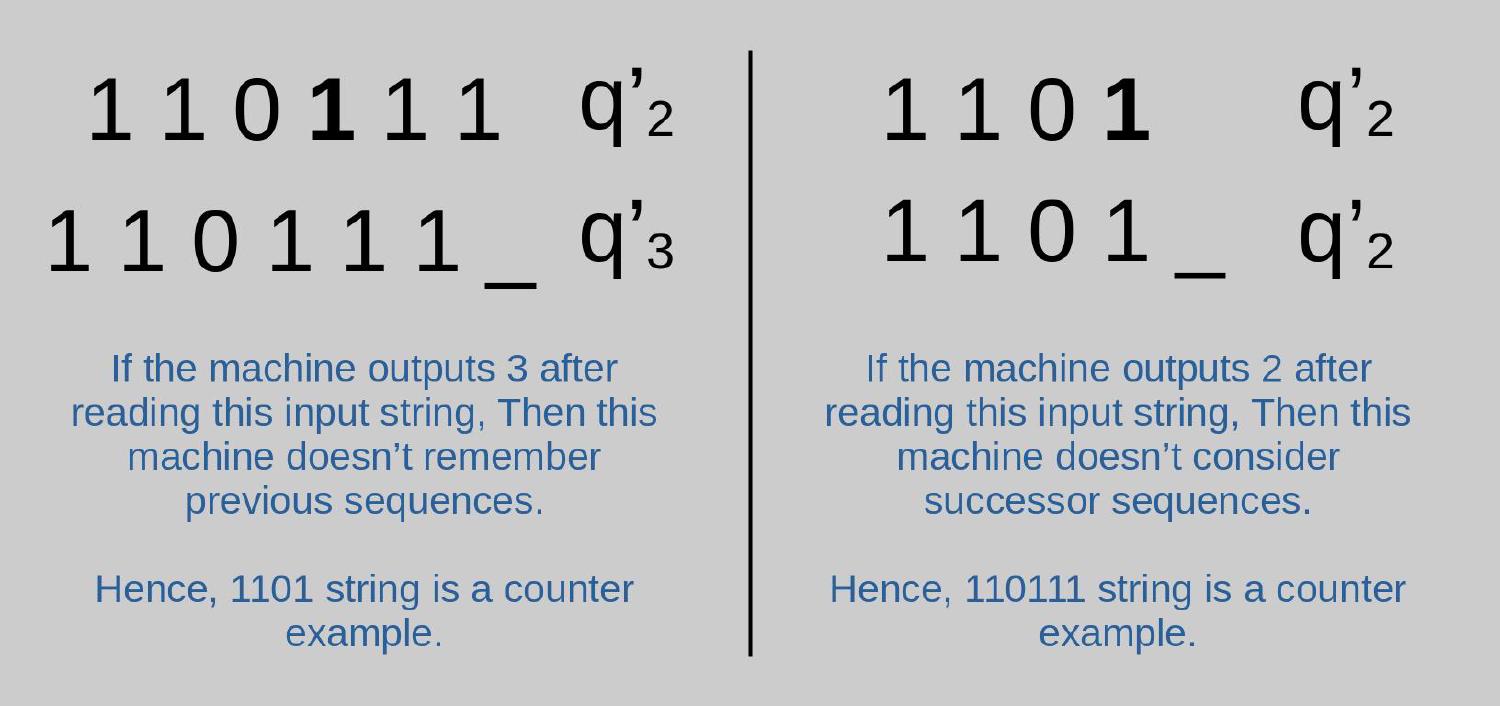 1 1 0 1 1 1 q’2
1 1 0 1 1 1 _ q’3
If the machine outputs 3 after
reading this input string, Then this
machine doesn’t remember
previous sequences.
Hence, 1101 string is a counter
example.
1 1 0 1 q’2
1 1 0 1 _ q’2
If the machine outputs 2 after
reading this input string, Then this
machine doesn’t consider
successor sequences.
Hence, 110111 string is a counter
example.